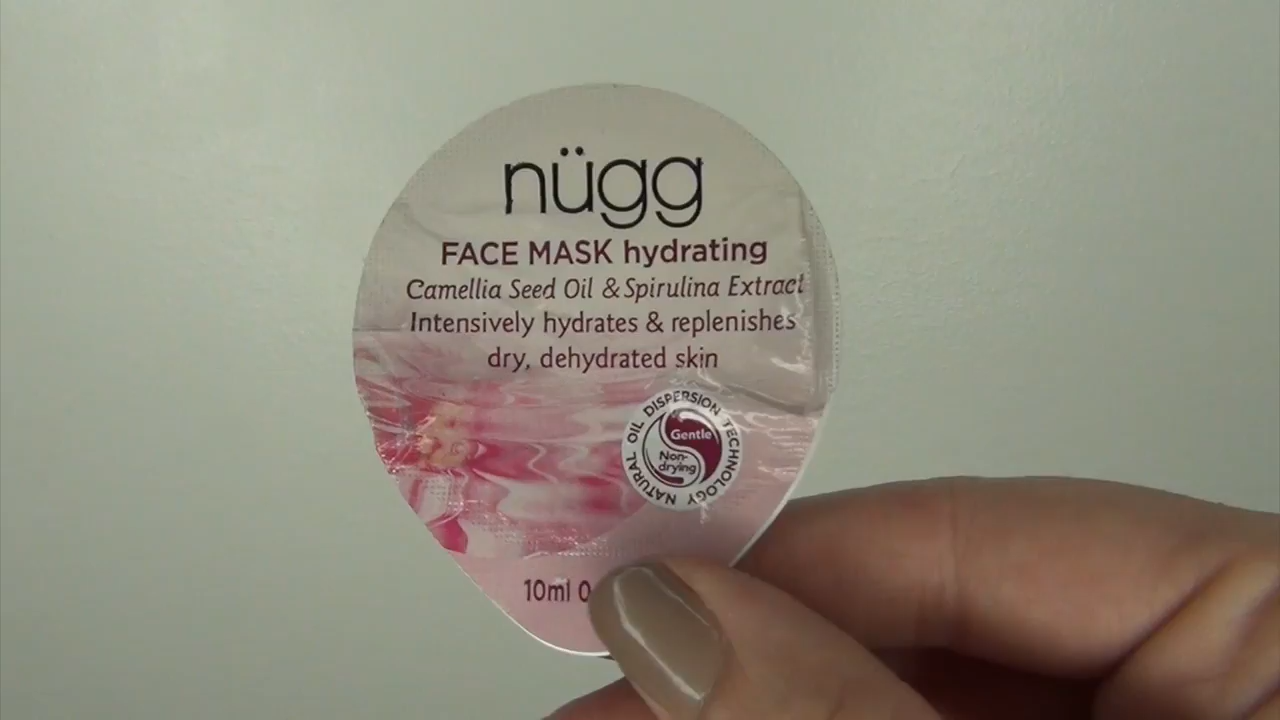 nügg
FACE MASK hydrating
Camellia Seed Oil & Spirulina Extract
Intensively hydrates & replenishes
dry, dehydrated skin
NATURAL OIL DISPERSION TECHNOLOGY
Gentle
Non-
drying
10ml 0